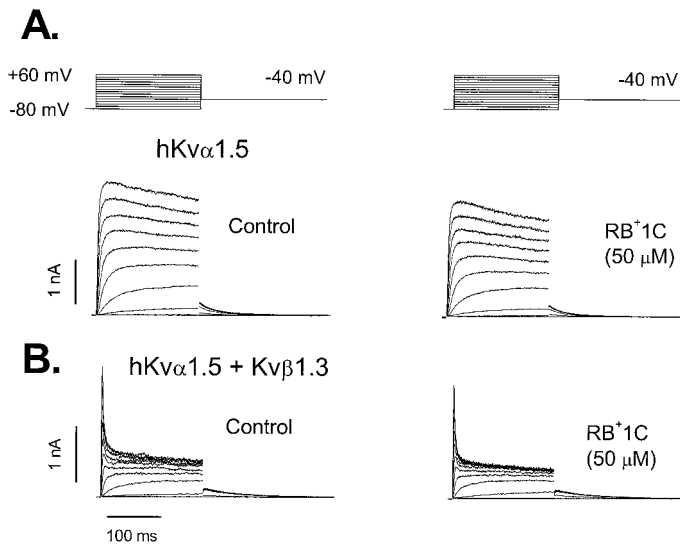 A.
+60 mV
-40 mV
-40 mV
-80 mV
hKvα1.5
Control
RB+1C
(50 μM)
1 nA
B.
hKvα1.5 + Kvβ1.3
Control
RB+1C
(50 μM)
1 nA
100 ms